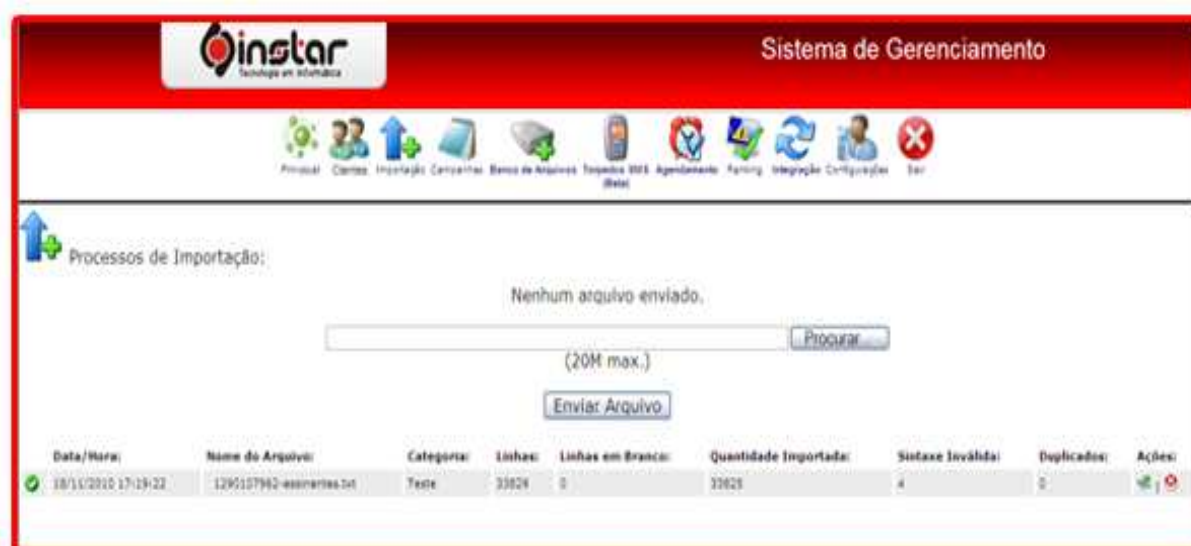 instar
Tecnologia em Informática
Sistema de Gerenciamento
Principal Clientes Importação Campanhas Banco de Arquivos Torpedos SMS Agendamento Integração Configurações Sair
(Beta)
Processos de Importação:
Nenhum arquivo enviado.
Procurar...
(20M max.)
Enviar Arquivo
Data/Hora: Nome do Arquivo: Categoria: Linhas: Linhas em Branco: Quantidade Importada: Sintaxe Inválida: Duplicados: Ações:
18/11/2010 17:19:22 Teste 0 4 0